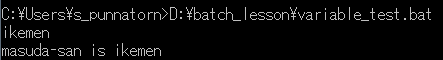 C:¥Users¥s_punnatorn>D:¥batch_lesson¥variable_test.bat
ikemen
masuda-san is ikemen